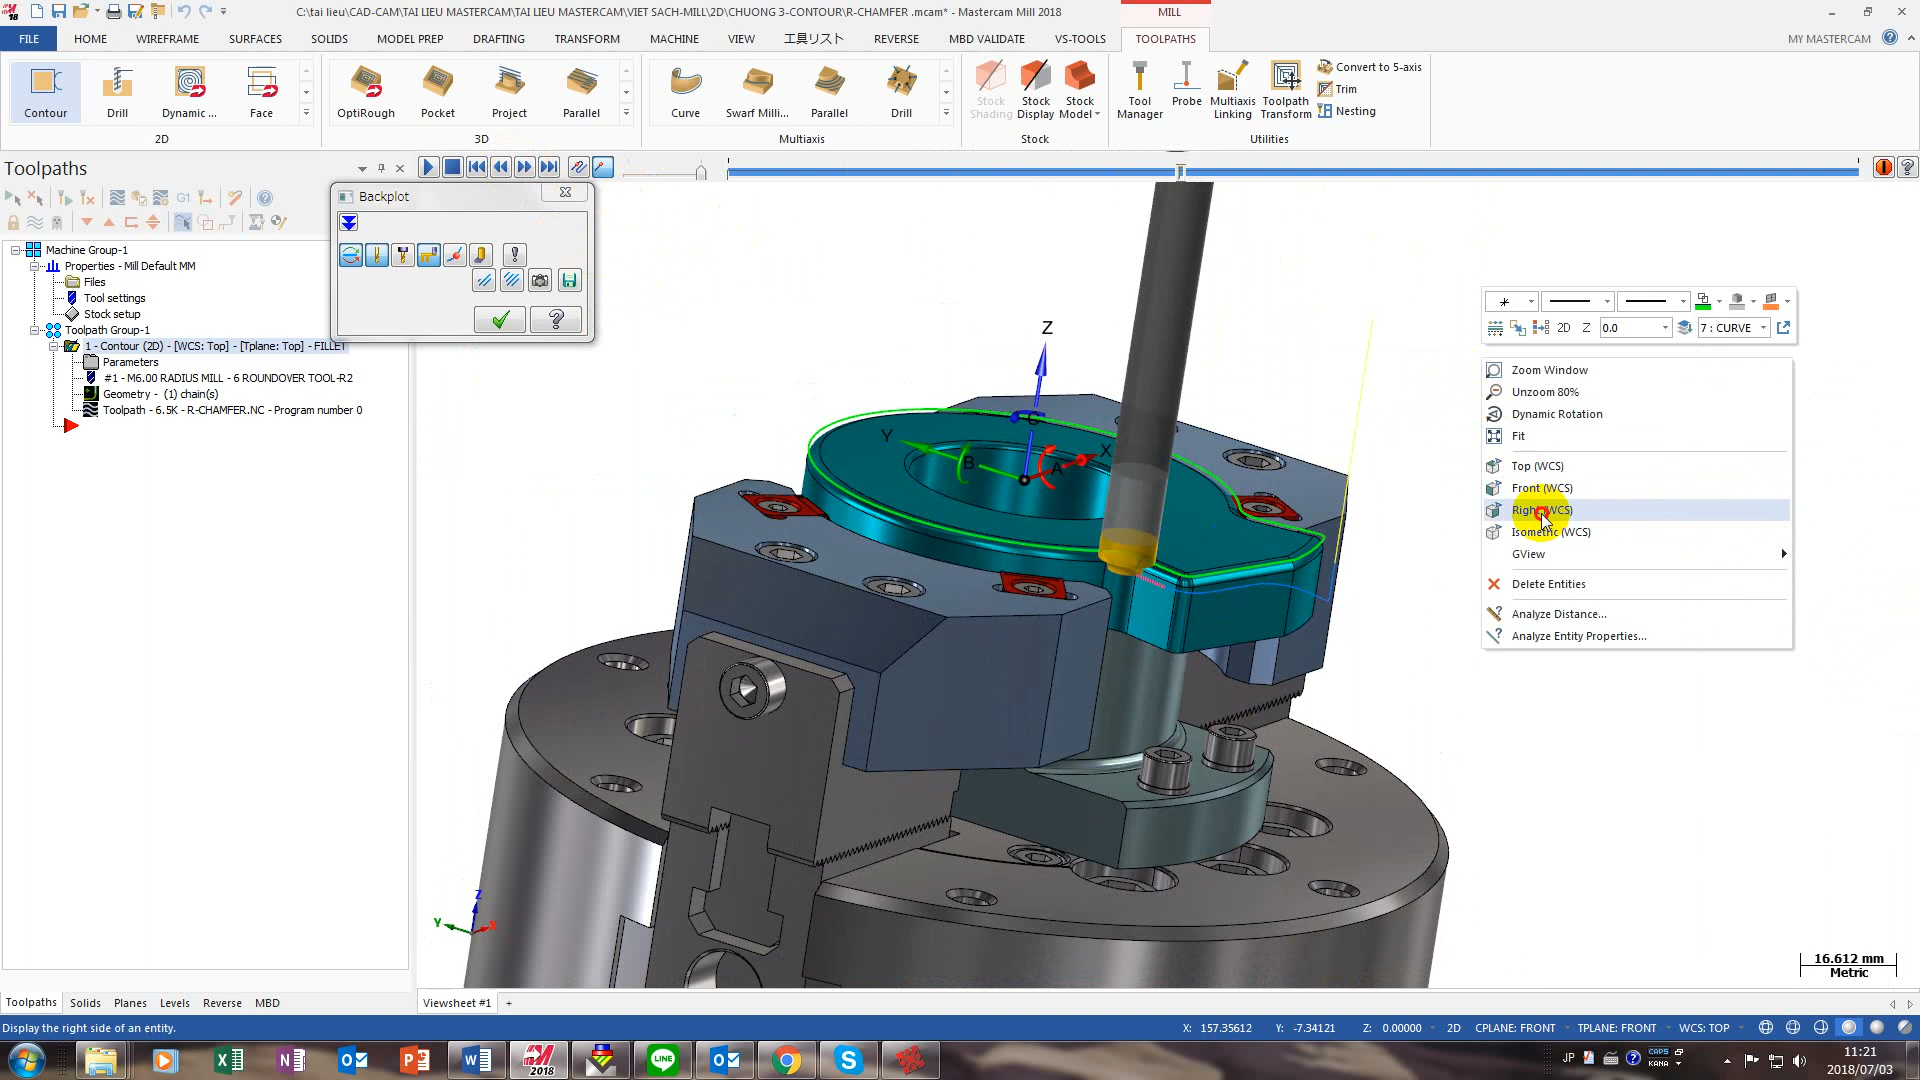 C:\tai lieu\CAD-CAM\TAI LIEU MASTERCAM\TAI LIEU MASTERCAM\VIET SACH-MILL\2D\CHUONG 3-CONTOUR\R-CHAMFER .mcam* - Mastercam Mill 2018
MILL
FILE HOME WIREFRAME SURFACES SOLIDS MODEL PREP DRAFTING TRANSFORM MACHINE VIEW 工具リスト REVERSE MBD VALIDATE VS-TOOLS TOOLPATHS MY MASTERCAM
Contour Drill Dynamic ... Face
2D
OptiRough Pocket Project Parallel
3D
Curve Swarf Milli... Parallel Drill
Multiaxis
Stock Shading
Stock Display
Stock Model
Stock
Tool Manager
Probe
Multiaxis Linking
Toolpath Transform
Convert to 5-axis
Trim
Nesting
Utilities
Toolpaths
G1
Backplot
Machine Group-1
Properties - Mill Default MM
Files
Tool settings
Stock setup
Toolpath Group-1
1 - Contour (2D) - [WCS: Top] - [Tplane: Top] - FILLET
Parameters
#1 - M6.00 RADIUS MILL - 6 ROUNDOVER TOOL-R2
Geometry - (1) chain(s)
Toolpath - 6.5K - R-CHAMFER.NC - Program number 0
Z
C
Y
X
B
A
2D Z 0.0 7 : CURVE
Zoom Window
Unzoom 80%
Dynamic Rotation
Fit
Top (WCS)
Front (WCS)
Right (WCS)
Isometric (WCS)
GView
Delete Entities
Analyze Distance...
Analyze Entity Properties...
Z
Y
X
16.612 mm
Metric
Toolpaths Solids Planes Levels Reverse MBD
Viewsheet #1 +
Display the right side of an entity.
X: 157.35612 Y: -7.34121 Z: 0.00000 2D CPLANE: FRONT TPLANE: FRONT WCS: TOP
2018
LINE
JP
CAPS
KANA
11:21
2018/07/03